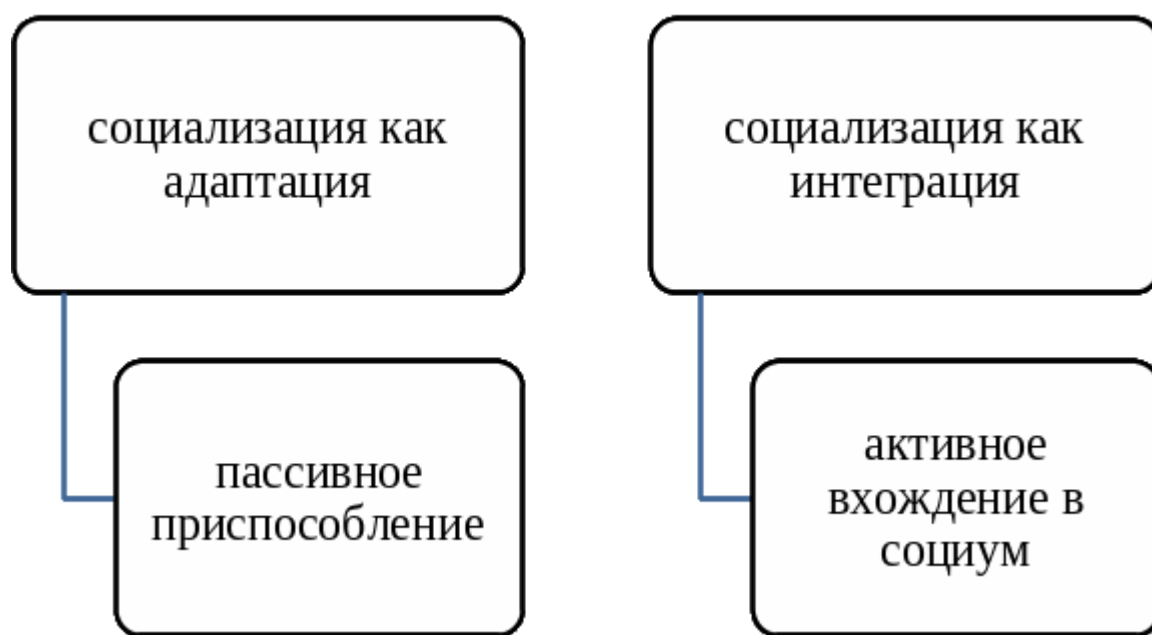 социализация как
адаптация
пассивное
приспособление
социализация как
интеграция
активное
вхождение в
социум